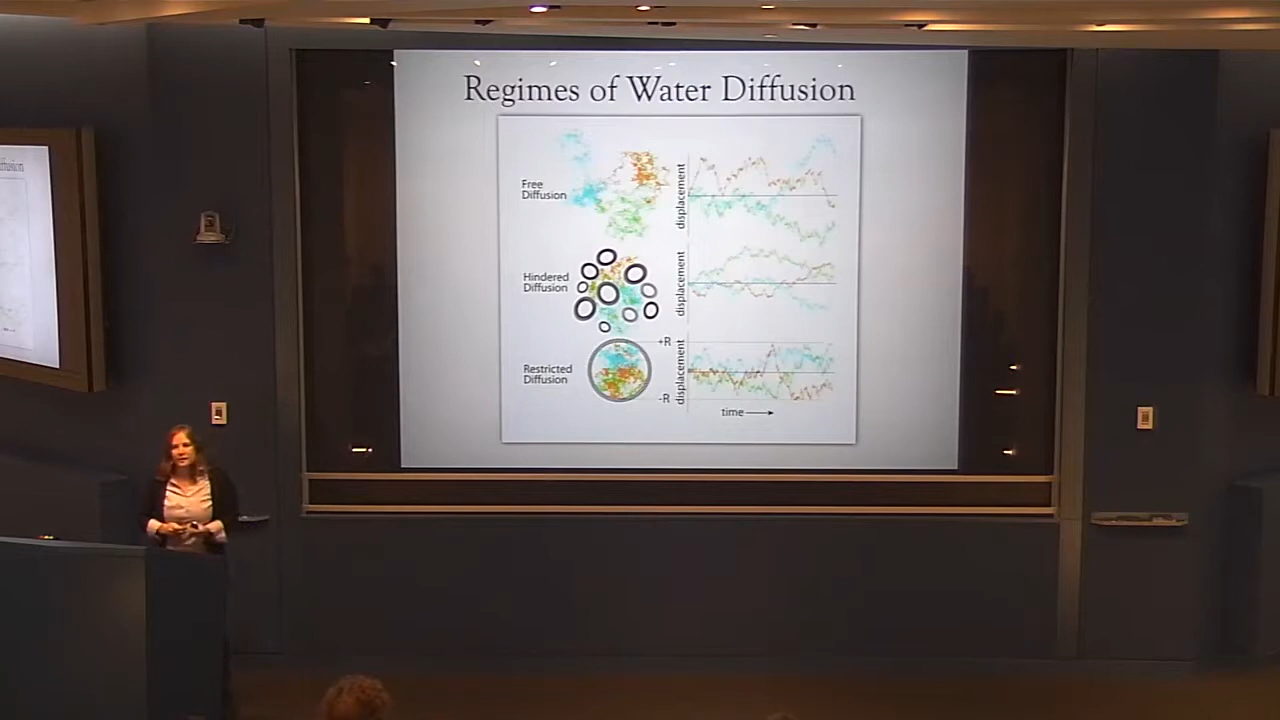 Regimes of Water Diffusion
Free
Diffusion
displacement
Hindered
Diffusion
displacement
Restricted
Diffusion
+R
displacement
-R
time